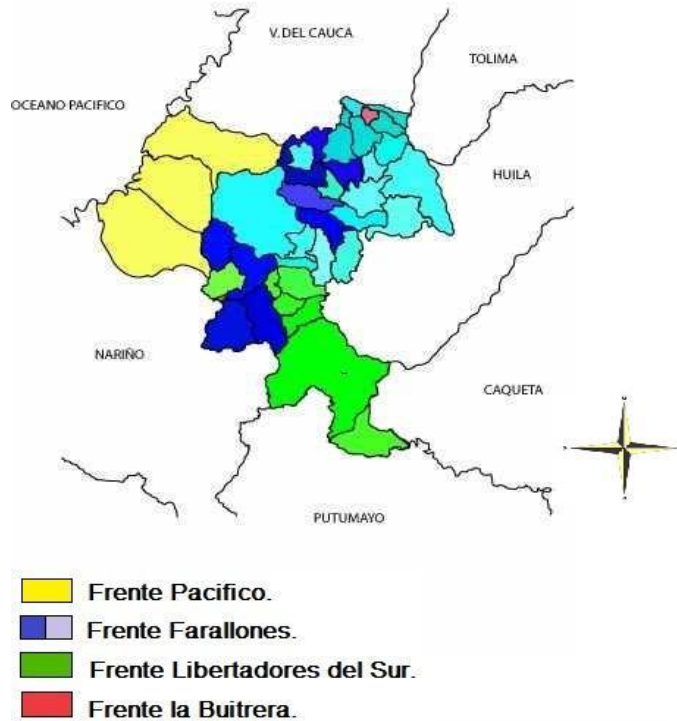 V. DEL CAUCA
TOLIMA
OCEANO PACIFICO
HUILA
NARIÑO
CAQUETA
PUTUMAYO
Frente Pacifico.
Frente Farallones.
Frente Libertadores del Sur.
Frente la Buitrera.